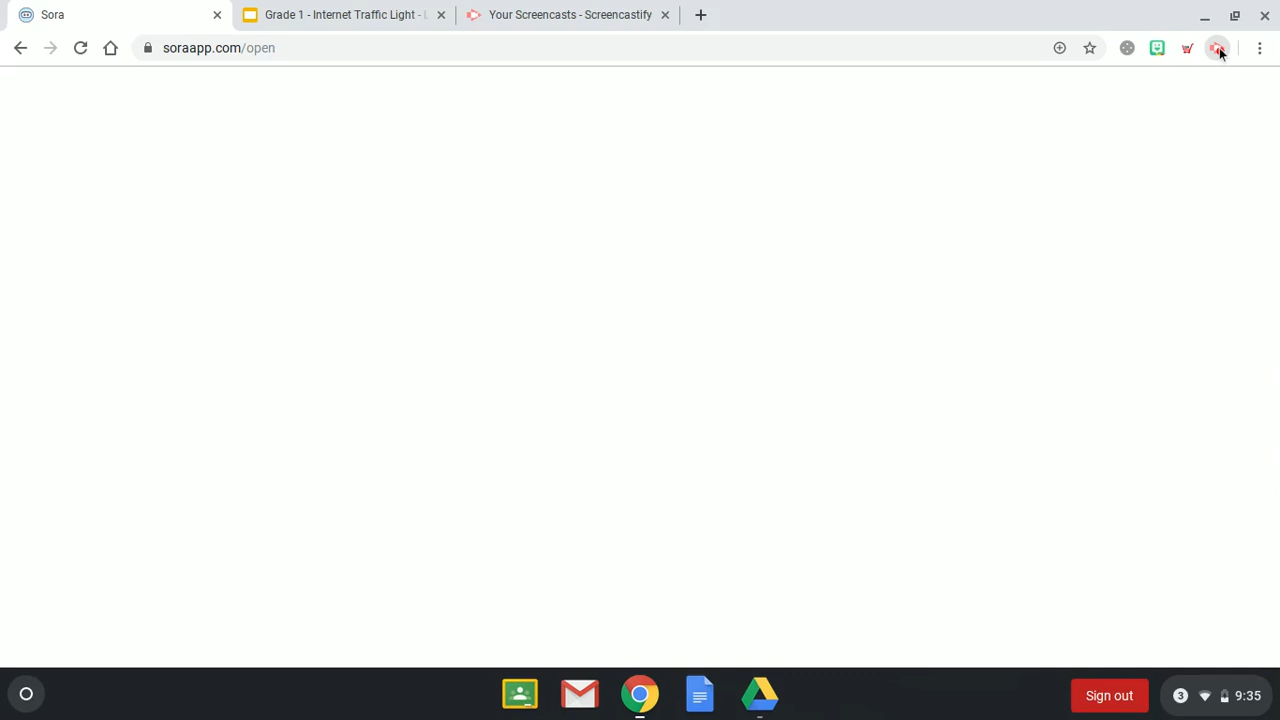 Sora
Grade 1 - Internet Traffic Light - L
Your Screencasts - Screencastify
soraapp.com/open
Sign out
3
9:35